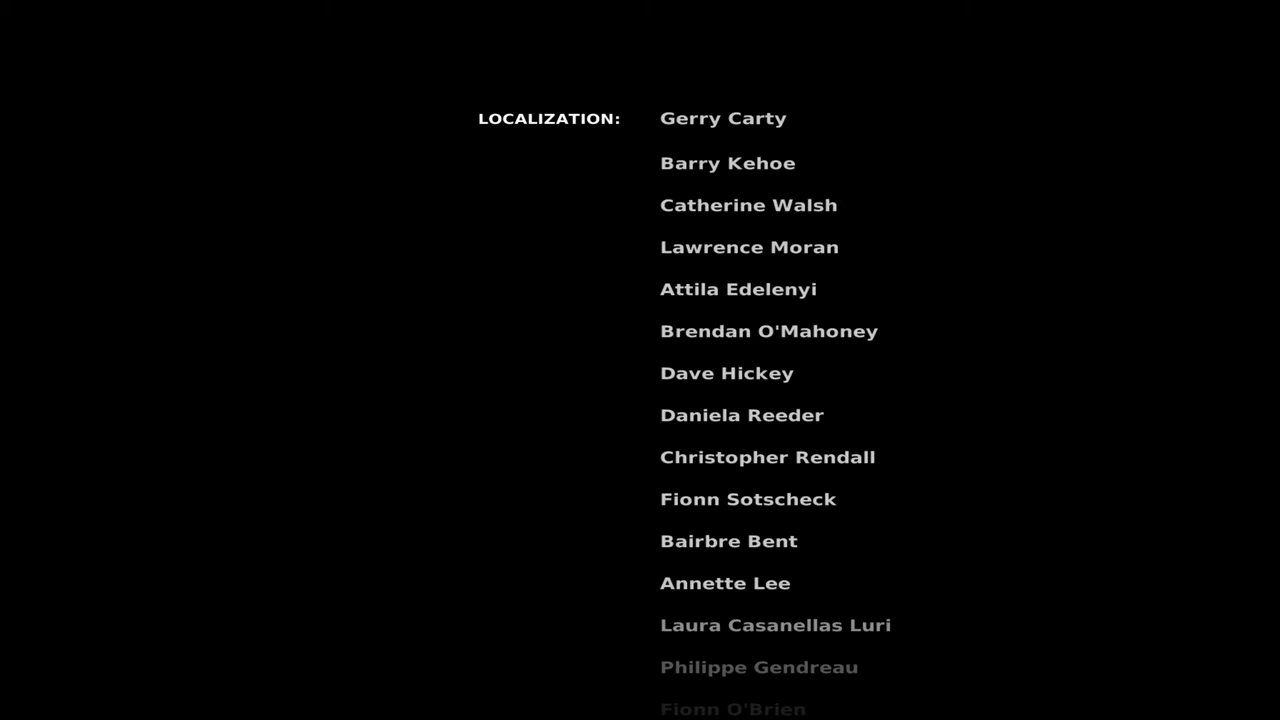 LOCALIZATION: Gerry Carty
Barry Kehoe
Catherine Walsh
Lawrence Moran
Attila Edelenyi
Brendan O'Mahoney
Dave Hickey
Daniela Reeder
Christopher Rendall
Fionn Sotscheck
Bairbre Bent
Annette Lee
Laura Casanellas Luri
Philippe Gendreau
Fionn O'Brien